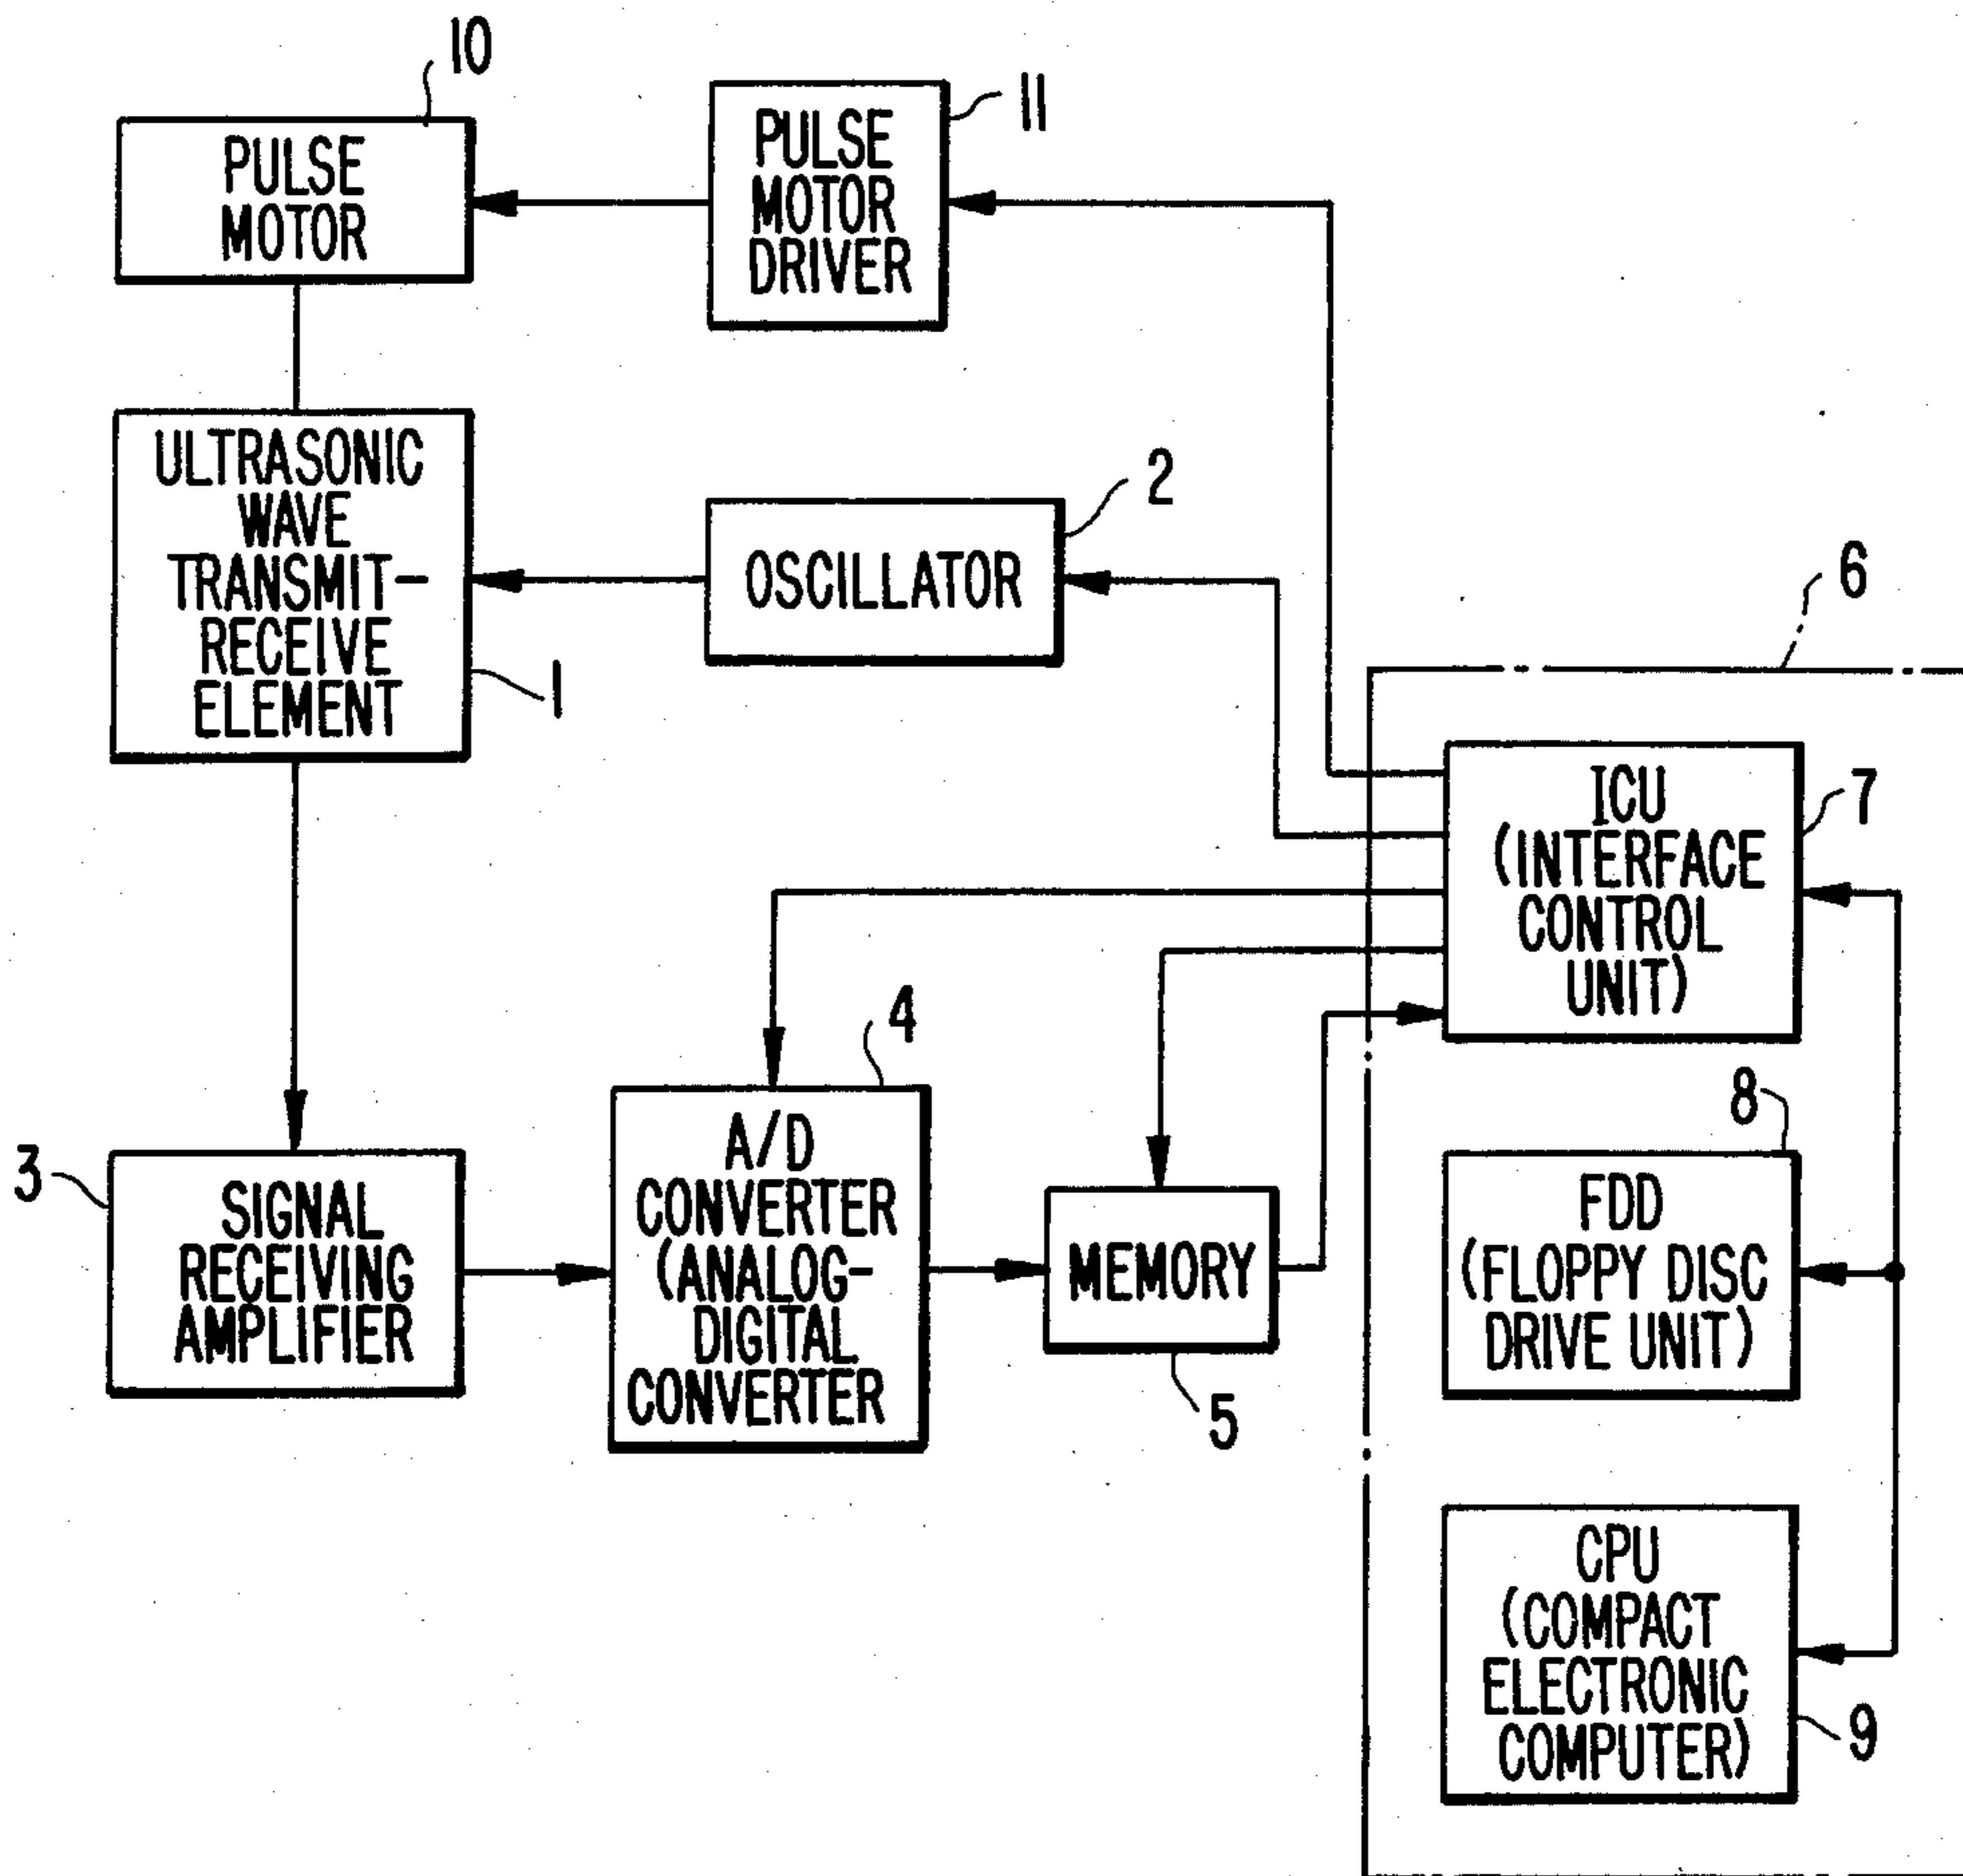 10
PULSE
MOTOR
11
PULSE
MOTOR
DRIVER
ULTRASONIC
WAVE
TRANSMIT-
RECEIVE
ELEMENT
1
2
OSCILLATOR
6
ICU
(INTERFACE
CONTROL
UNIT)
7
3
SIGNAL
RECEIVING
AMPLIFIER
4
A/D
CONVERTER
(ANALOG-
DIGITAL
CONVERTER
MEMORY
5
8
FDD
(FLOPPY DISC
DRIVE UNIT)
CPU
(COMPACT
ELECTRONIC
COMPUTER)
9